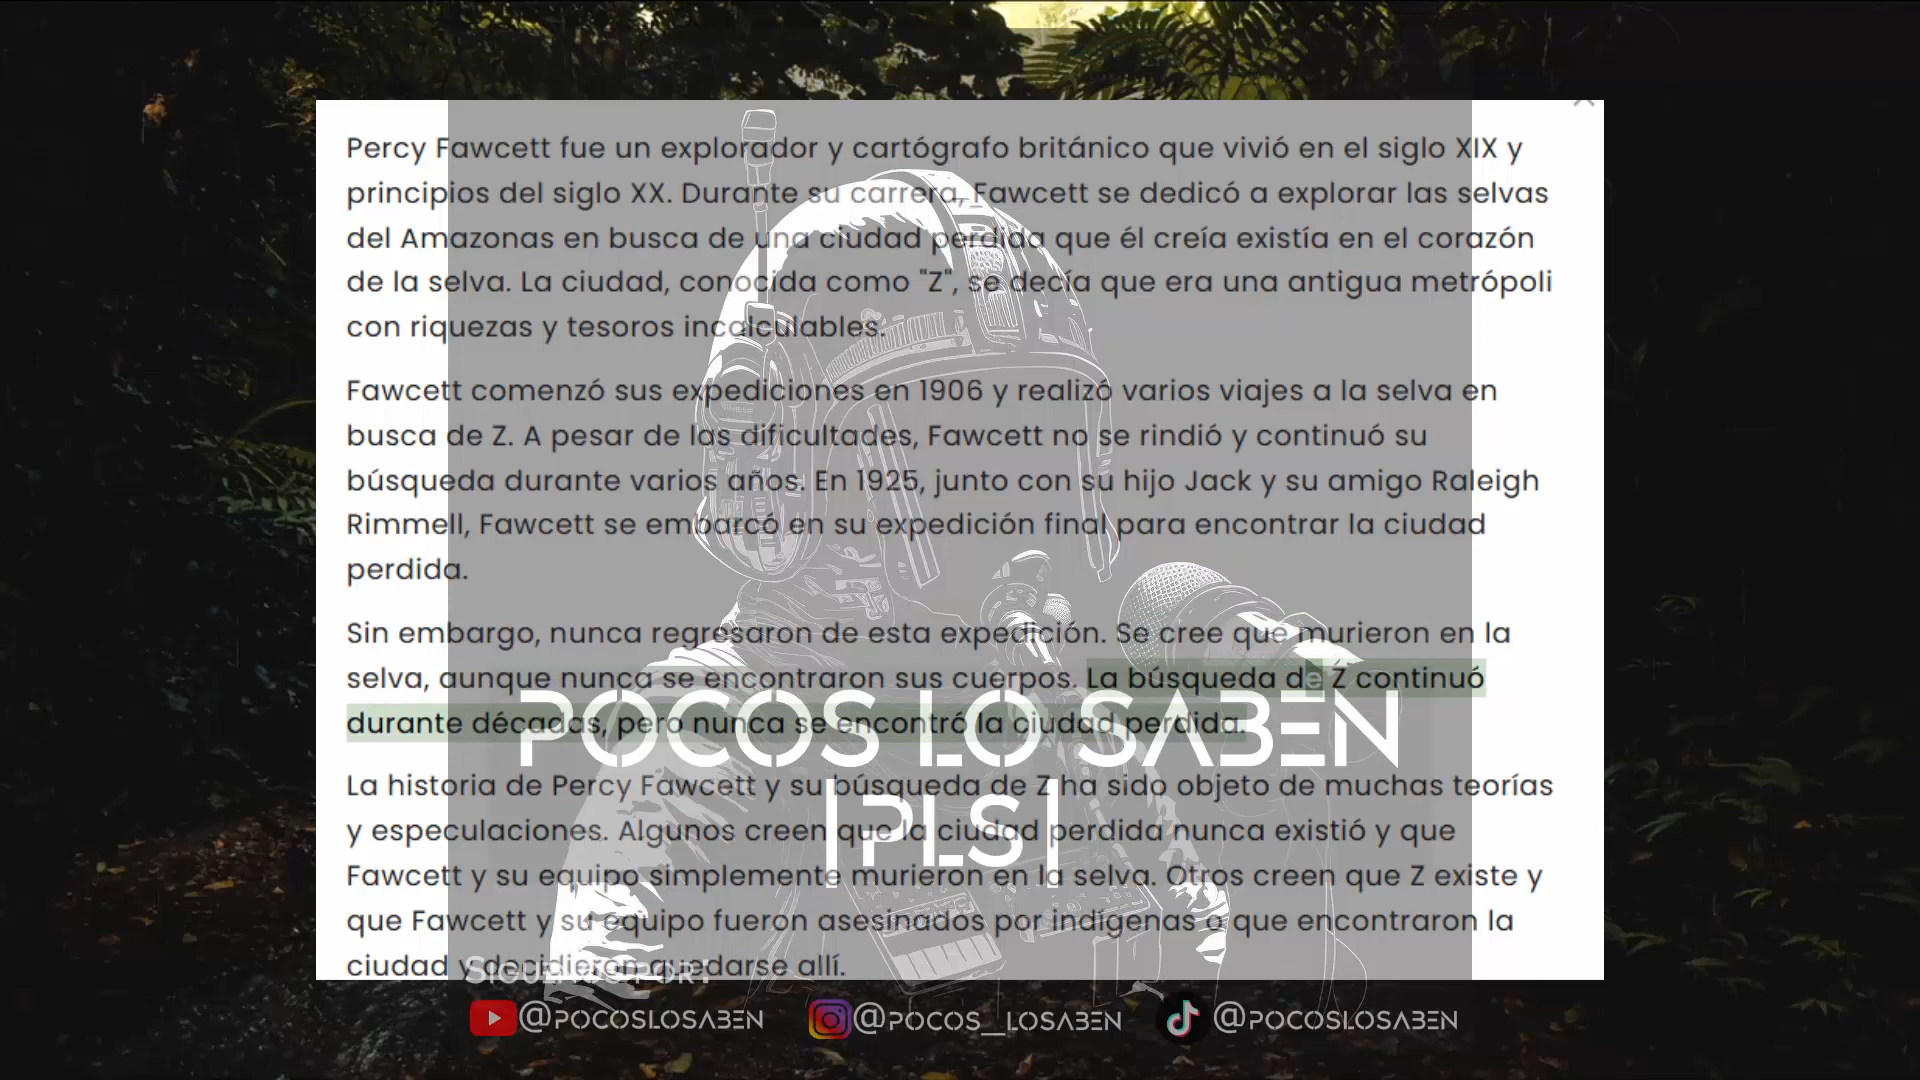 Percy Fawcett fue un explorador y cartógrafo británico que vivió en el siglo XIX y
principios del siglo XX. Durante su carrera, Fawcett se dedicó a explorar las selvas
del Amazonas en busca de una ciudad perdida que él creía existía en el corazón
de la selva. La ciudad, conocida como "Z", se decía que era una antigua metrópoli
con riquezas y tesoros incalculables.
Fawcett comenzó sus expediciones en 1906 y realizó varios viajes a la selva en
busca de Z. A pesar de las dificultades, Fawcett no se rindió y continuó su
búsqueda durante varios años. En 1925, junto con su hijo Jack y su amigo Raleigh
Rimmell, Fawcett se embarcó en su expedición final para encontrar la ciudad
perdida.
Sin embargo, nunca regresaron de esta expedición. Se cree que murieron en la
selva, aunque nunca se encontraron sus cuerpos. La búsqueda de Z continuó
durante décadas, pero nunca se encontró la ciudad perdida.
POCOS LO SABEN
La historia de Percy Fawcett y su búsqueda de Z ha sido objeto de muchas teorías
y especulaciones. Algunos creen que la ciudad perdida nunca existió y que
|PLS|
Fawcett y su equipo simplemente murieron en la selva. Otros creen que Z existe y
que Fawcett y su equipo fueron asesinados por indígenas o que encontraron la
ciudad y decidieron quedarse allí.
Siguenos por:
@POCOSLOSABEN @POCOS_LOSABEN @POCOSLOSABEN